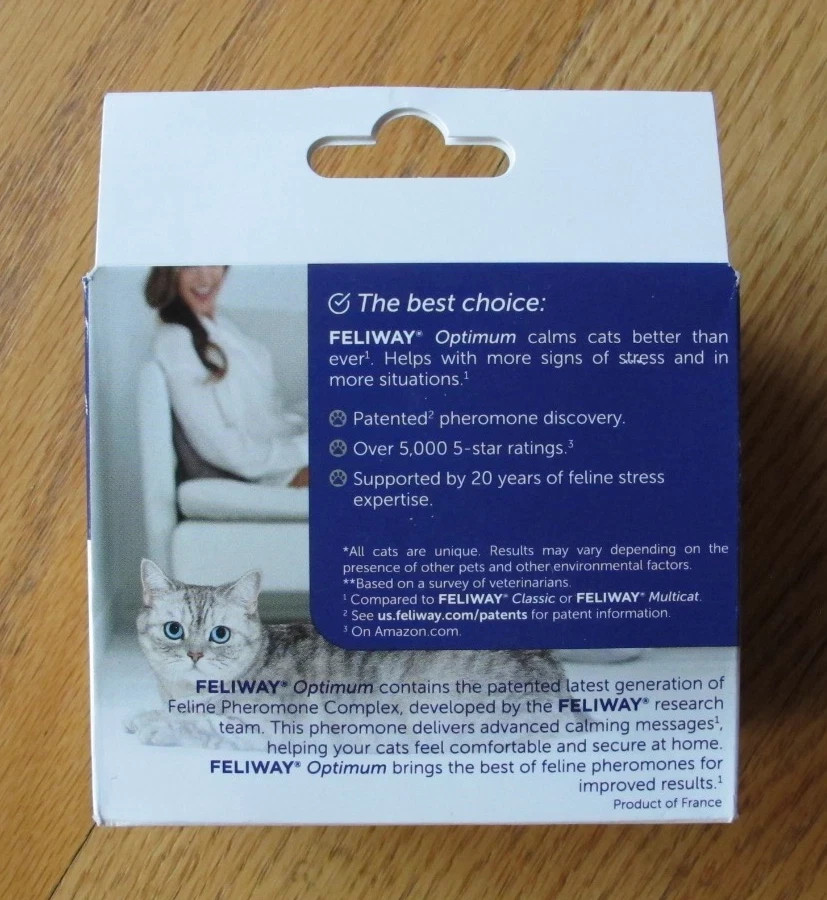 The best choice:
FELIWAY® Optimum calms cats better than
ever¹. Helps with more signs of stress and in
more situations.¹
Patented² pheromone discovery.
Over 5,000 5-star ratings.³
Supported by 20 years of feline stress
expertise.
*All cats are unique. Results may vary depending on the
presence of other pets and other environmental factors.
**Based on a survey of veterinarians.
¹ Compared to FELIWAY® Classic or FELIWAY® Multicat.
² See us.feliway.com/patents for patent information.
³ On Amazon.com.
FELIWAY® Optimum contains the patented latest generation of
Feline Pheromone Complex, developed by the FELIWAY® research
team. This pheromone delivers advanced calming messages¹,
helping your cats feel comfortable and secure at home.
FELIWAY® Optimum brings the best of feline pheromones for
improved results.¹
Product of France